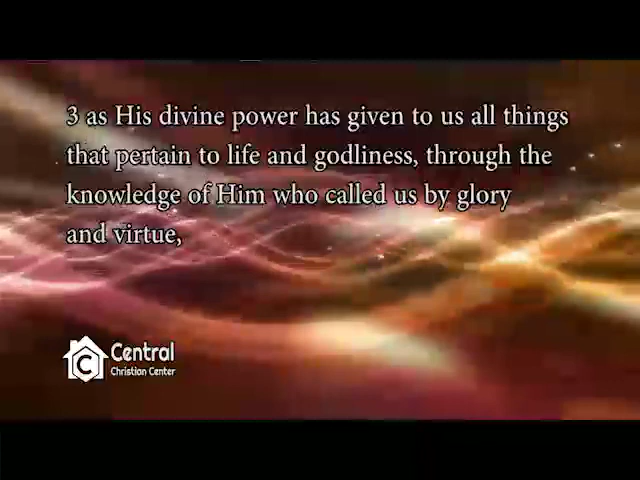 3 as His divine power has given to us all things
that pertain to life and godliness, through the
knowledge of Him who called us by glory
and virtue,
C
Central
Christian Center